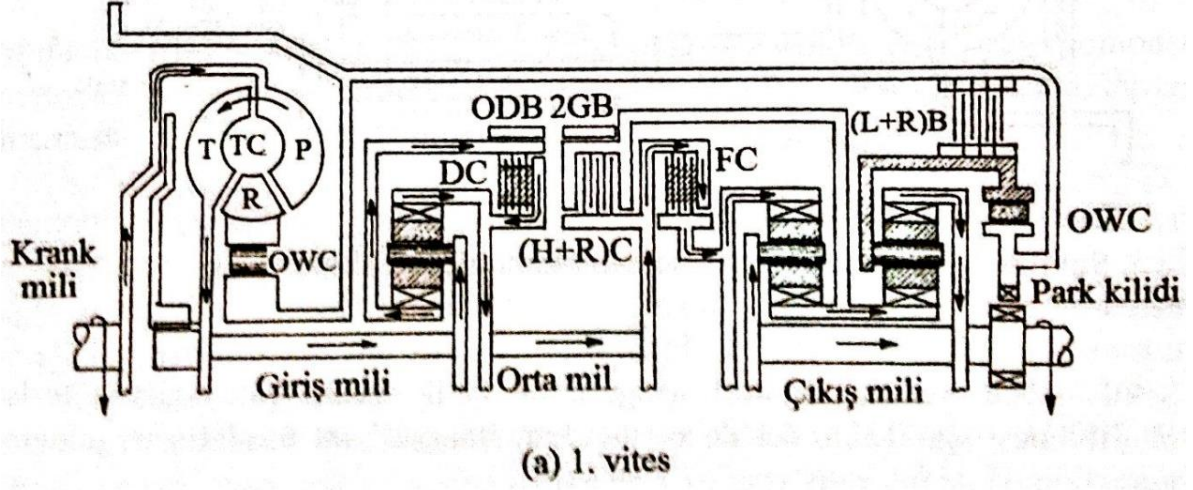 ODB 2GB
(L+R)B
T TC P
DC
FC
R
OWC
Krank
mili
OWC
(H+R)C
Park kilidi
Giriş mili
Orta mil
Çıkış mili
(a) 1. vites